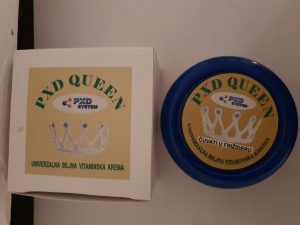 PXD QUEEN
PXD
SYSTEM
UNIVERZALNA BILJNA VITAMINSKA KREMA
PXD QUEEN
PXD
SYSTEM
ČUVATI U FRIŽIDERU
UNIVERZALNA BILJNA VITAMINSKA KREMA